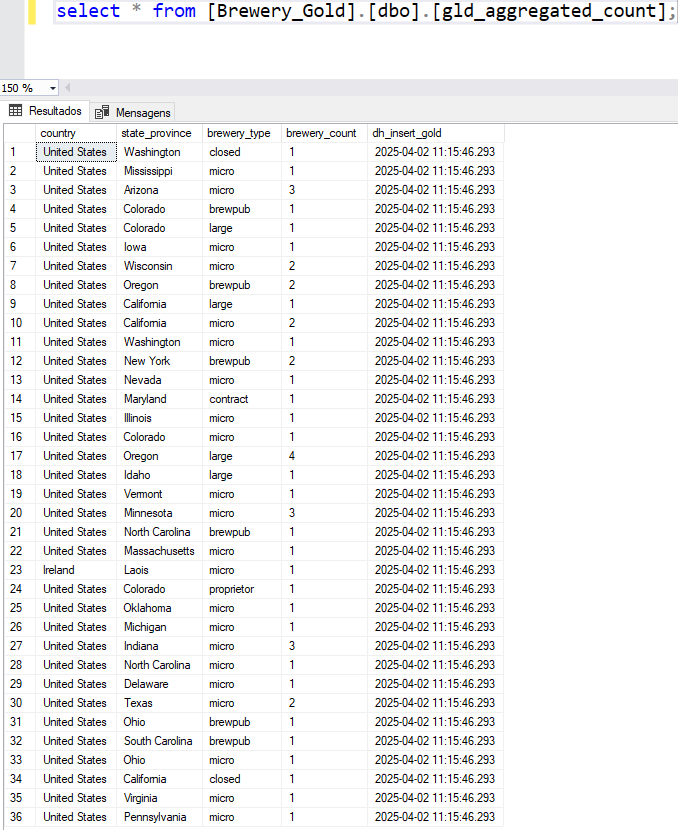 select * from [Brewery_Gold].[dbo].[gld_aggregated_count];
150 %
Resultados Mensagens
country state_province brewery_type brewery_count dh_insert_gold
1 United States Washington closed 1 2025-04-02 11:15:46.293
2 United States Mississippi micro 1 2025-04-02 11:15:46.293
3 United States Arizona micro 3 2025-04-02 11:15:46.293
4 United States Colorado brewpub 1 2025-04-02 11:15:46.293
5 United States Colorado large 1 2025-04-02 11:15:46.293
6 United States Iowa micro 1 2025-04-02 11:15:46.293
7 United States Wisconsin micro 2 2025-04-02 11:15:46.293
8 United States Oregon brewpub 2 2025-04-02 11:15:46.293
9 United States California large 1 2025-04-02 11:15:46.293
10 United States California micro 2 2025-04-02 11:15:46.293
11 United States Washington micro 1 2025-04-02 11:15:46.293
12 United States New York brewpub 2 2025-04-02 11:15:46.293
13 United States Nevada micro 1 2025-04-02 11:15:46.293
14 United States Maryland contract 1 2025-04-02 11:15:46.293
15 United States Illinois micro 1 2025-04-02 11:15:46.293
16 United States Colorado micro 1 2025-04-02 11:15:46.293
17 United States Oregon large 4 2025-04-02 11:15:46.293
18 United States Idaho large 1 2025-04-02 11:15:46.293
19 United States Vermont micro 1 2025-04-02 11:15:46.293
20 United States Minnesota micro 3 2025-04-02 11:15:46.293
21 United States North Carolina brewpub 1 2025-04-02 11:15:46.293
22 United States Massachusetts micro 1 2025-04-02 11:15:46.293
23 Ireland Laois micro 1 2025-04-02 11:15:46.293
24 United States Colorado proprietor 1 2025-04-02 11:15:46.293
25 United States Oklahoma micro 1 2025-04-02 11:15:46.293
26 United States Michigan micro 1 2025-04-02 11:15:46.293
27 United States Indiana micro 3 2025-04-02 11:15:46.293
28 United States North Carolina micro 1 2025-04-02 11:15:46.293
29 United States Delaware micro 1 2025-04-02 11:15:46.293
30 United States Texas micro 2 2025-04-02 11:15:46.293
31 United States Ohio brewpub 1 2025-04-02 11:15:46.293
32 United States South Carolina brewpub 1 2025-04-02 11:15:46.293
33 United States Ohio micro 1 2025-04-02 11:15:46.293
34 United States California closed 1 2025-04-02 11:15:46.293
35 United States Virginia micro 1 2025-04-02 11:15:46.293
36 United States Pennsylvania micro 1 2025-04-02 11:15:46.293